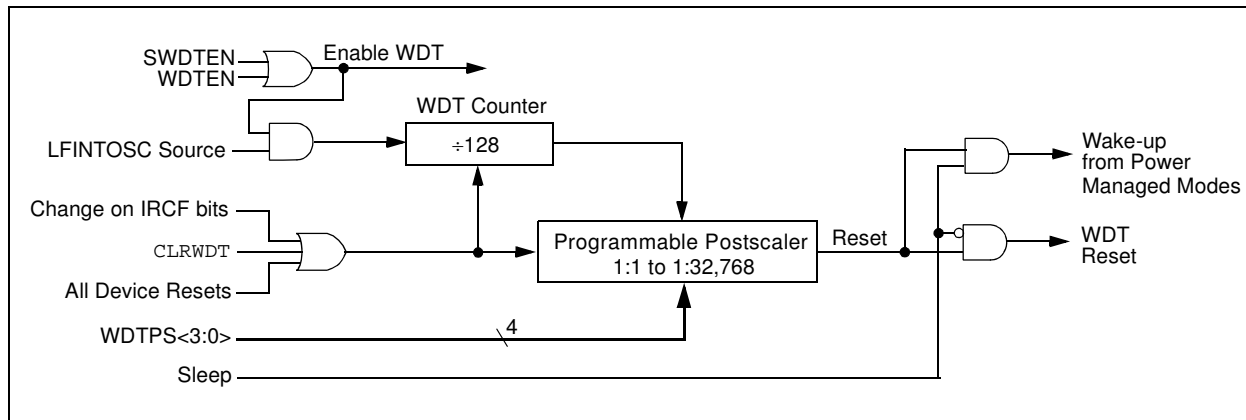 SWDTEN
WDTEN
Enable WDT
WDT Counter
÷128
LFINTOSC Source
Wake-up
from Power
Managed Modes
Change on IRCF bits
CLRWDT
All Device Resets
Programmable Postscaler
1:1 to 1:32,768
Reset
WDT
Reset
WDTPS<3:0>
4
Sleep